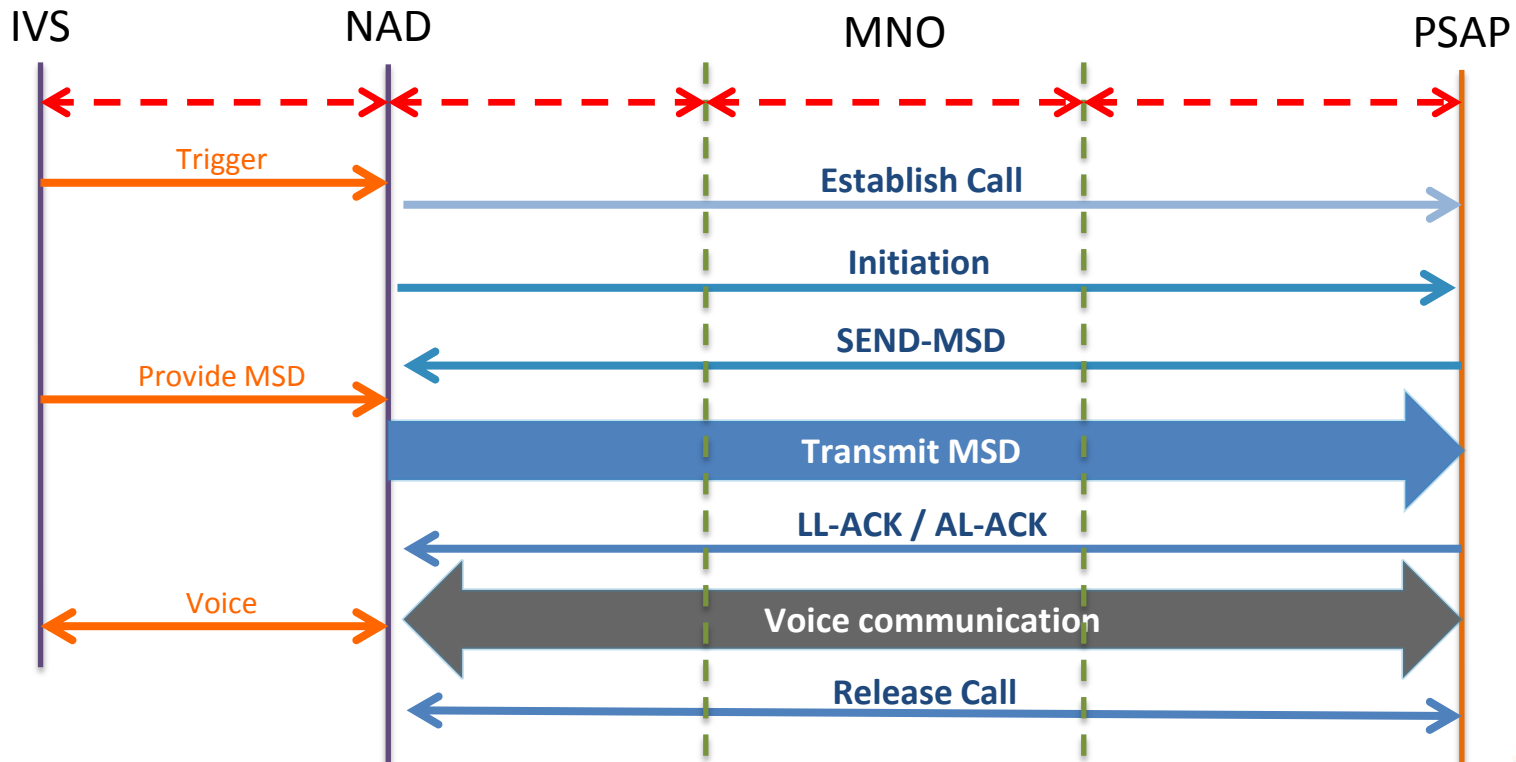 IVS
NAD
MNO
PSAP
Trigger
Establish Call
Initiation
SEND-MSD
Provide MSD
Transmit MSD
LL-ACK / AL-ACK
Voice
Voice communication
Release Call